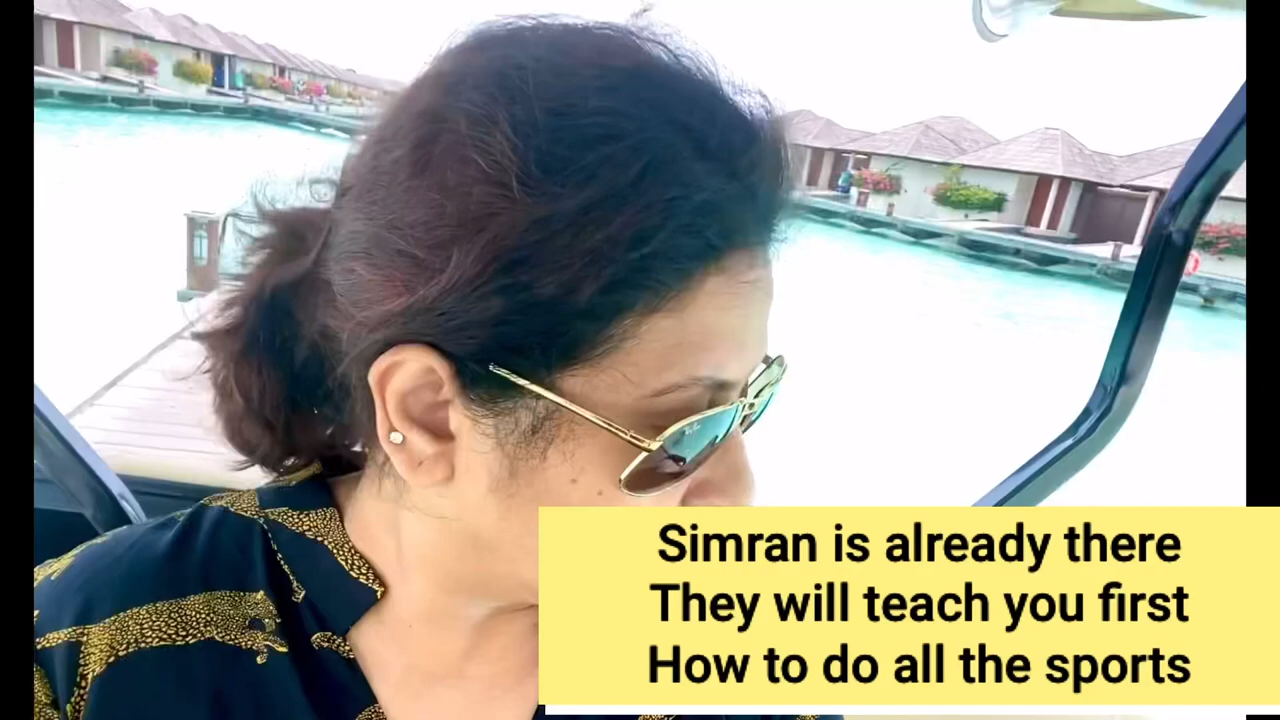 Simran is already there
They will teach you first
How to do all the sports